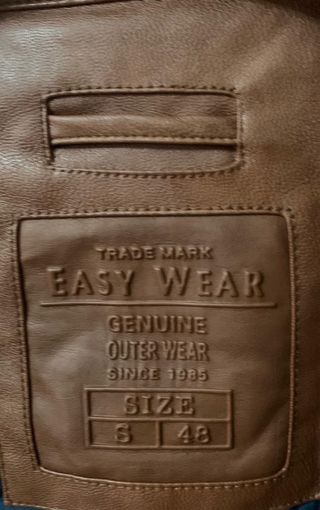 TRADE MARK
EASY WEAR
GENUINE
OUTER WEAR
SINCE 1985
SIZE
S 48